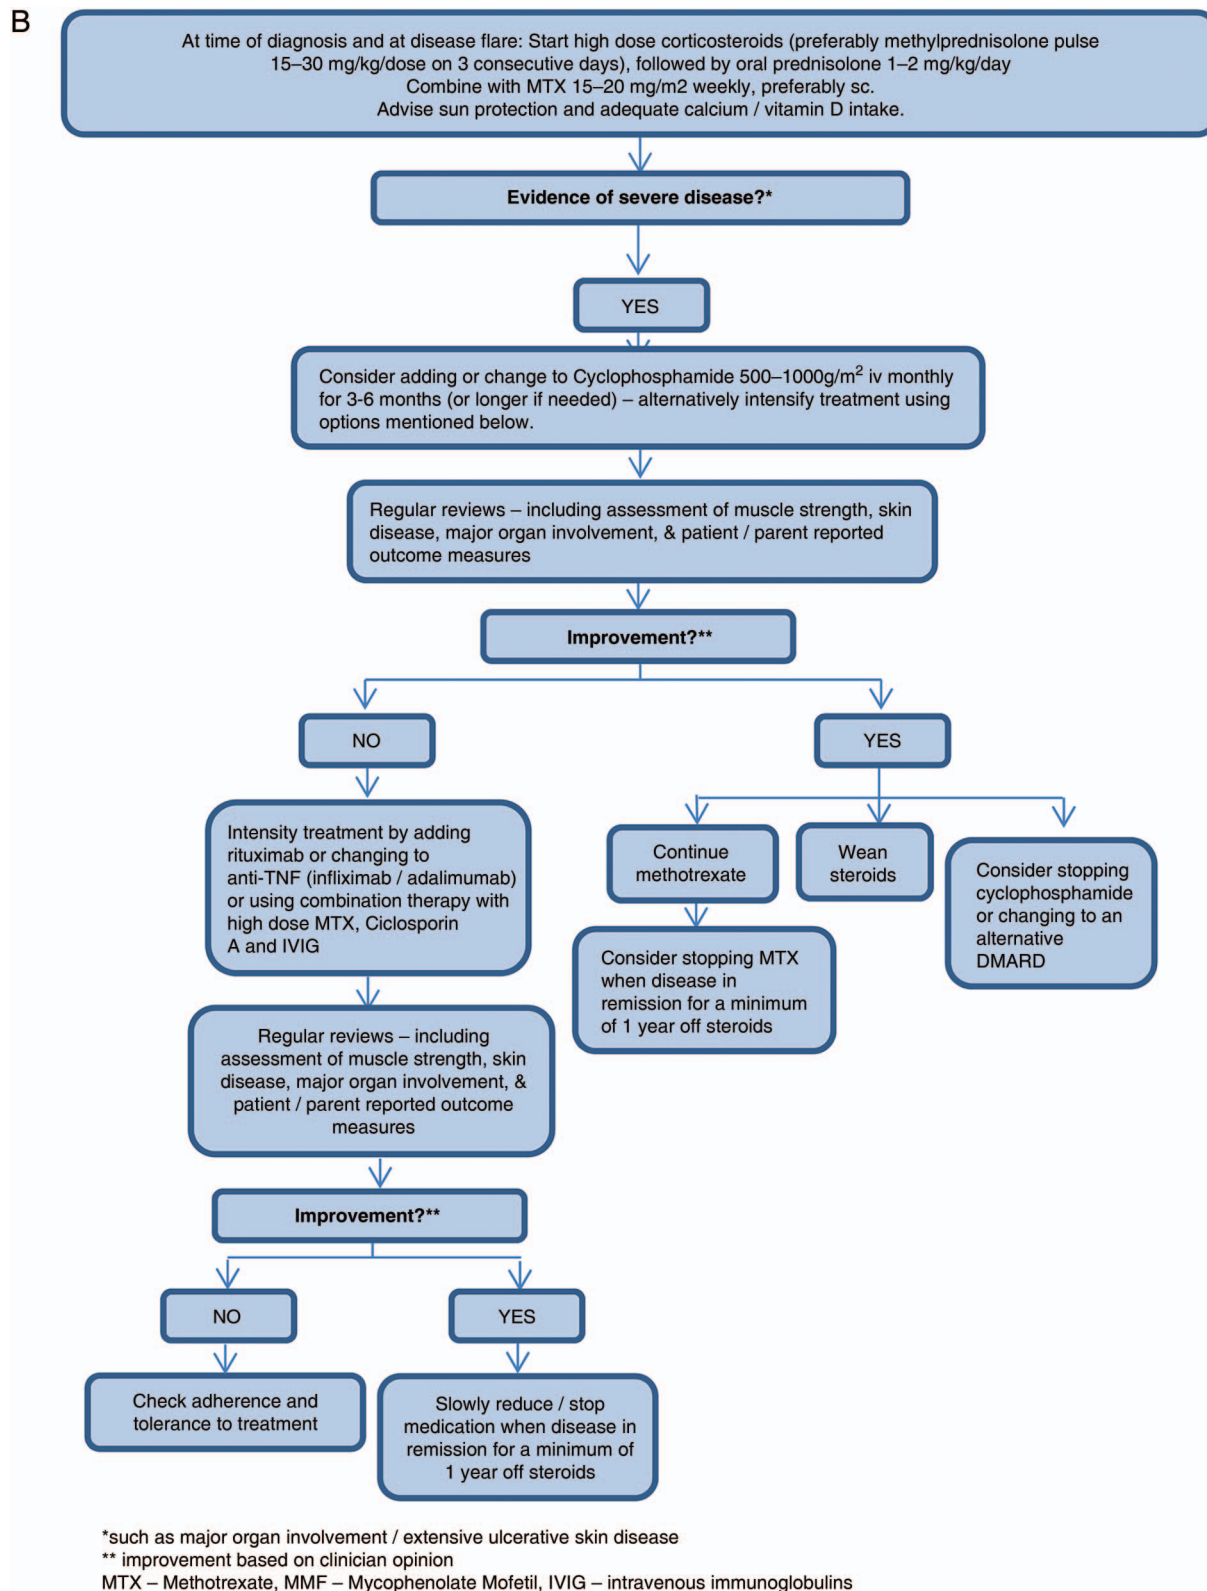 B
At time of diagnosis and at disease flare: Start high dose corticosteroids (preferably methylprednisolone pulse
15–30 mg/kg/dose on 3 consecutive days), followed by oral prednisolone 1–2 mg/kg/day
Combine with MTX 15–20 mg/m2 weekly, preferably sc.
Advise sun protection and adequate calcium / vitamin D intake.
Evidence of severe disease?*
YES
Consider adding or change to Cyclophosphamide 500–1000g/m² iv monthly
for 3-6 months (or longer if needed) – alternatively intensify treatment using
options mentioned below.
Regular reviews – including assessment of muscle strength, skin
disease, major organ involvement, & patient / parent reported
outcome measures
Improvement?**
NO
YES
Intensity treatment by adding
rituximab or changing to
anti-TNF (infliximab / adalimumab)
or using combination therapy with
high dose MTX, Ciclosporin
A and IVIG
Continue
methotrexate
Wean
steroids
Consider stopping
cyclophosphamide
or changing to an
alternative
DMARD
Consider stopping MTX
when disease in
remission for a minimum
of 1 year off steroids
Regular reviews – including
assessment of muscle strength, skin
disease, major organ involvement, &
patient / parent reported outcome
measures
Improvement?**
NO
YES
Check adherence and
tolerance to treatment
Slowly reduce / stop
medication when disease in
remission for a minimum of
1 year off steroids
*such as major organ involvement / extensive ulcerative skin disease
** improvement based on clinician opinion
MTX – Methotrexate, MMF – Mycophenolate Mofetil, IVIG – intravenous immunoglobulins